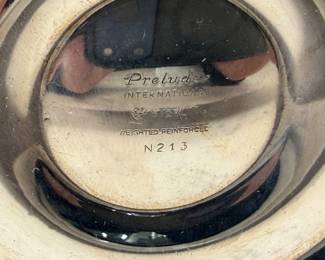 Prelude
INTERNATIONAL
WEIGHTED REINFORCED
N213